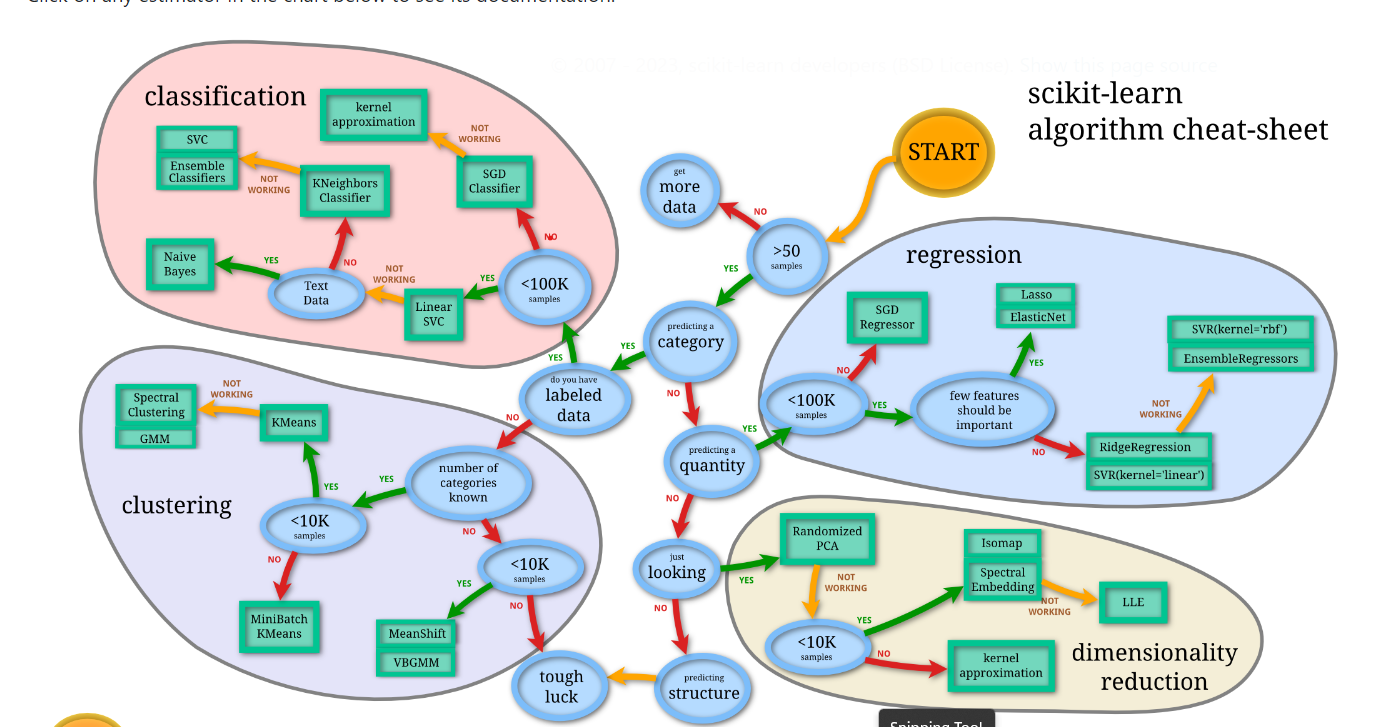 Click on any estimator in the chart below to see its documentation.
© 2007 - 2023, scikit-learn developers (BSD License). Show this page source
scikit-learn
algorithm cheat-sheet
START
classification
kernel
approximation
NOT
WORKING
SVC
Ensemble
Classifiers
NOT
WORKING
KNeighbors
Classifier
SGD
Classifier
NO
Naive
Bayes
YES
NO
Text
Data
NOT
WORKING
Linear
SVC
YES
<100K
samples
YES
get
more
data
NO
>50
samples
YES
predicting a
category
YES
NO
do you have
labeled
data
NO
predicting a
quantity
YES
NO
just
looking
YES
NO
predicting
structure
tough
luck
regression
SGD
Regressor
NO
<100K
samples
YES
Lasso
ElasticNet
YES
few features
should be
important
NO
SVR(kernel='rbf')
EnsembleRegressors
NOT
WORKING
RidgeRegression
SVR(kernel='linear')
clustering
Spectral
Clustering
GMM
NOT
WORKING
KMeans
YES
<10K
samples
YES
number of
categories
known
NO
NO
MiniBatch
KMeans
<10K
samples
YES
NO
MeanShift
VBGMM
Randomized
PCA
NOT
WORKING
<10K
samples
YES
NO
Isomap
Spectral
Embedding
NOT
WORKING
LLE
kernel
approximation
dimensionality
reduction
Snipping Tool